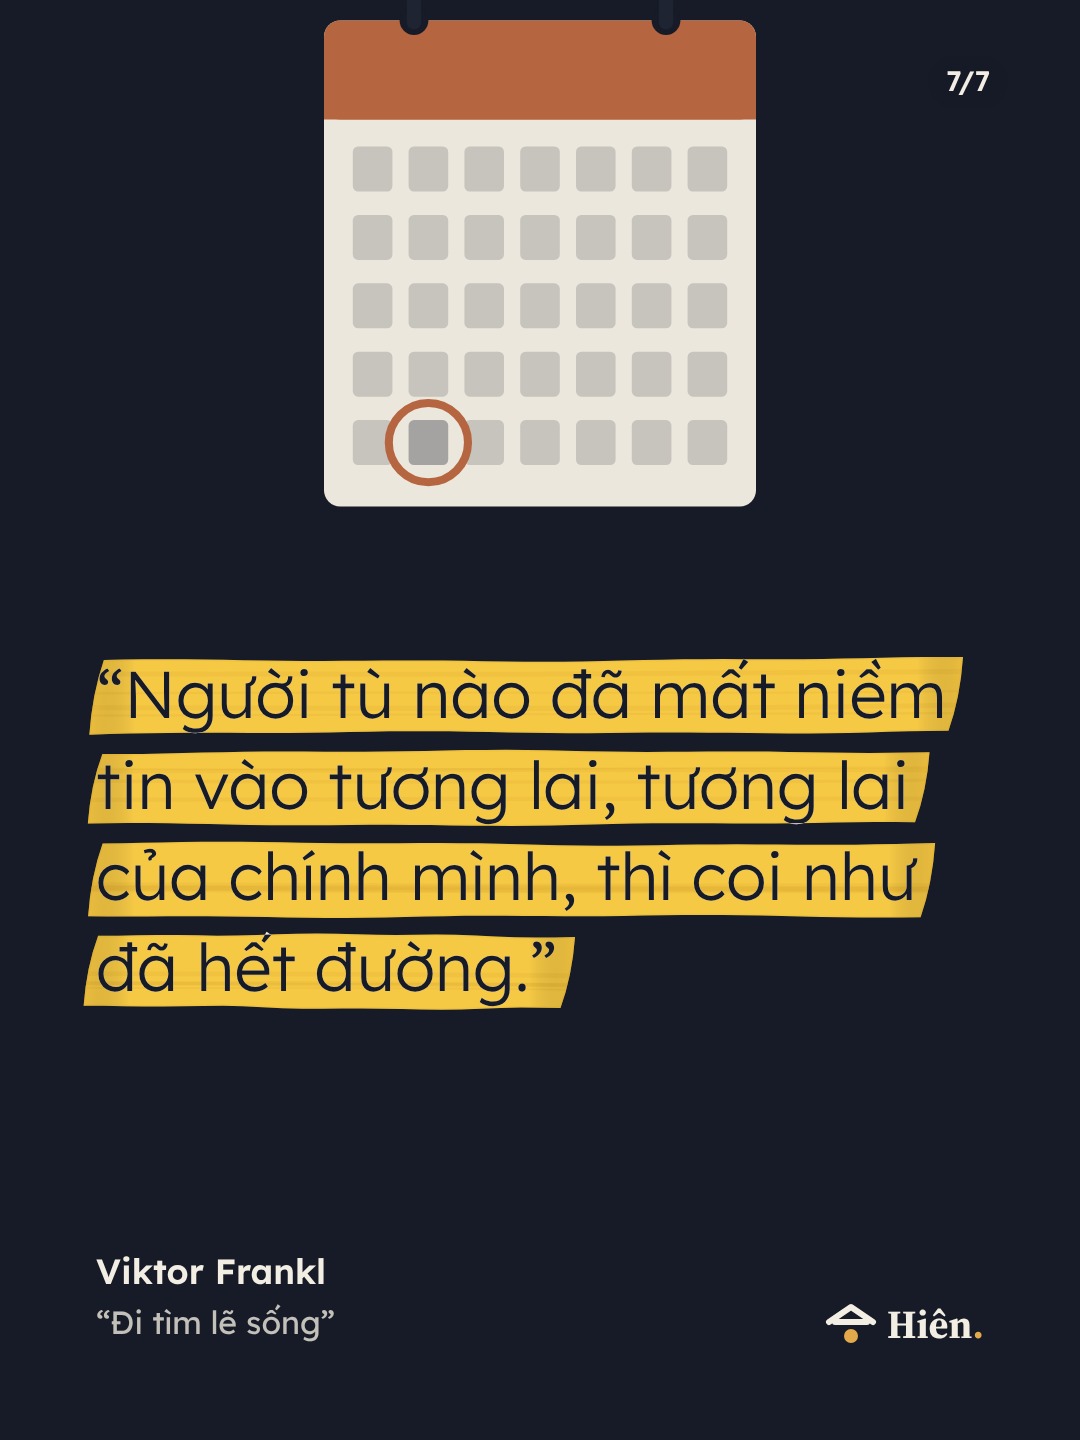 7/7
“Người tù nào đã mất niềm
tin vào tương lai, tương lai
của chính mình, thì coi như
đã hết đường.”
Viktor Frankl
“Đi tìm lẽ sống”
Hiên.